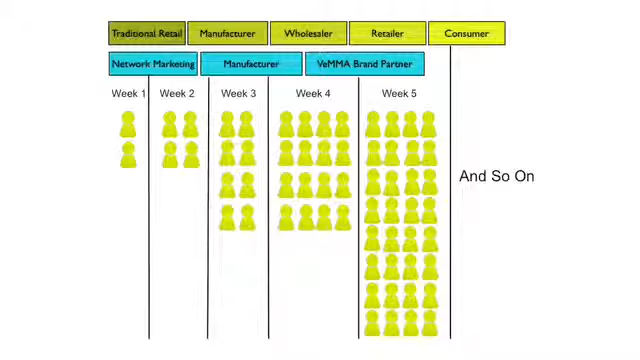 Traditional Retail Manufacturer Wholesaler Retailer Consumer
Network Marketing Manufacturer VeMMA Brand Partner
Week 1 Week 2 Week 3 Week 4 Week 5
And So On